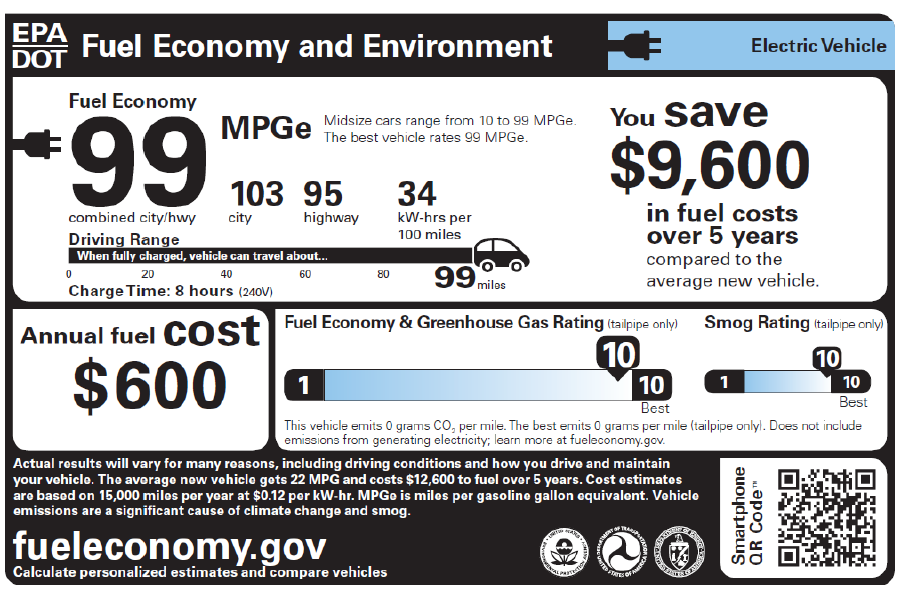 EPA
DOT
Fuel Economy and Environment
Electric Vehicle
Fuel Economy
99
MPGe
Midsize cars range from 10 to 99 MPGe.
The best vehicle rates 99 MPGe.
combined city/hwy
103
city
95
highway
34
kW-hrs per
100 miles
Driving Range
When fully charged, vehicle can travel about...
0 20 40 60 80 99 miles
Charge Time: 8 hours (240V)
You save
$9,600
in fuel costs
over 5 years
compared to the
average new vehicle.
Annual fuel cost
$600
Fuel Economy & Greenhouse Gas Rating (tailpipe only)
10
1
10
Best
Smog Rating (tailpipe only)
10
1
10
Best
This vehicle emits 0 grams CO₂ per mile. The best emits 0 grams per mile (tailpipe only). Does not include
emissions from generating electricity; learn more at fueleconomy.gov.
Actual results will vary for many reasons, including driving conditions and how you drive and maintain
your vehicle. The average new vehicle gets 22 MPG and costs $12,600 to fuel over 5 years. Cost estimates
are based on 15,000 miles per year at $0.12 per kW-hr. MPGe is miles per gasoline gallon equivalent. Vehicle
emissions are a significant cause of climate change and smog.
fueleconomy.gov
Calculate personalized estimates and compare vehicles
Smartphone
QR Code™